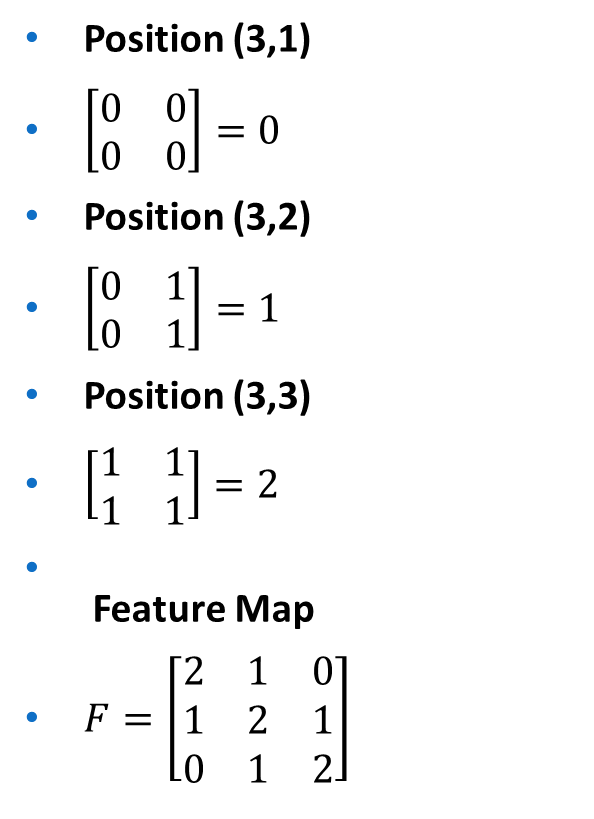 • Position (3,1)
• [0 0
0 0] = 0
• Position (3,2)
• [0 1
0 1] = 1
• Position (3,3)
• [1 1
1 1] = 2
•
Feature Map
• F = [2 1 0
1 2 1
0 1 2]